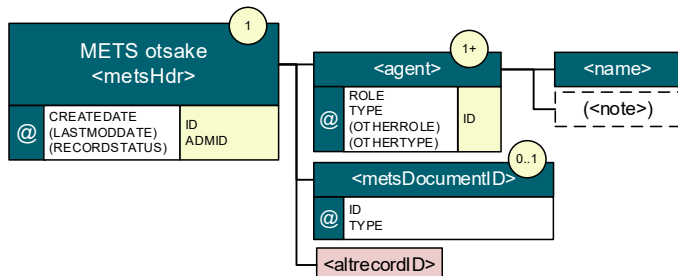 1
METS otsake
<metsHdr>
@
CREATEDATE
(LASTMODDATE)
(RECORDSTATUS)
ID
ADMID
1+
<agent>
@
ROLE
TYPE
(OTHERROLE)
(OTHERTYPE)
ID
<name>
(<note>)
0..1
<metsDocumentID>
@
ID
TYPE
<altrecordID>